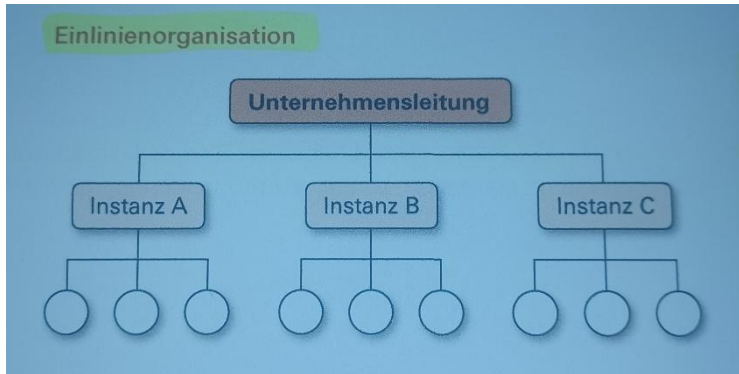 Einlinienorganisation
Unternehmensleitung
Instanz A
Instanz B
Instanz C